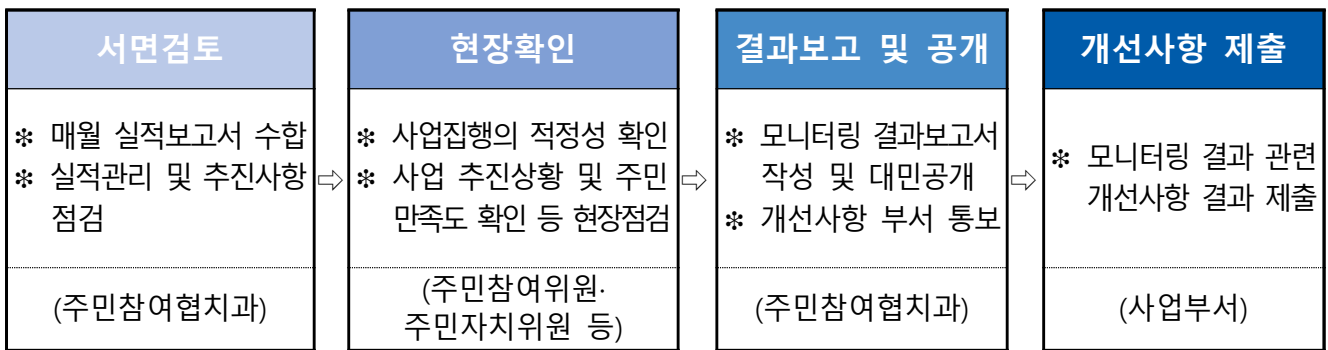 서면검토
❇ 매월 실적보고서 수합
❇ 실적관리 및 추진사항
점검
(주민참여협치과)
⇨
현장확인
❇ 사업집행의 적정성 확인
❇ 사업 추진상황 및 주민
만족도 확인 등 현장점검
(주민참여위원·
주민자치위원 등)
⇨
결과보고 및 공개
❇ 모니터링 결과보고서
작성 및 대민공개
❇ 개선사항 부서 통보
(주민참여협치과)
⇨
개선사항 제출
❇ 모니터링 결과 관련
개선사항 결과 제출
(사업부서)